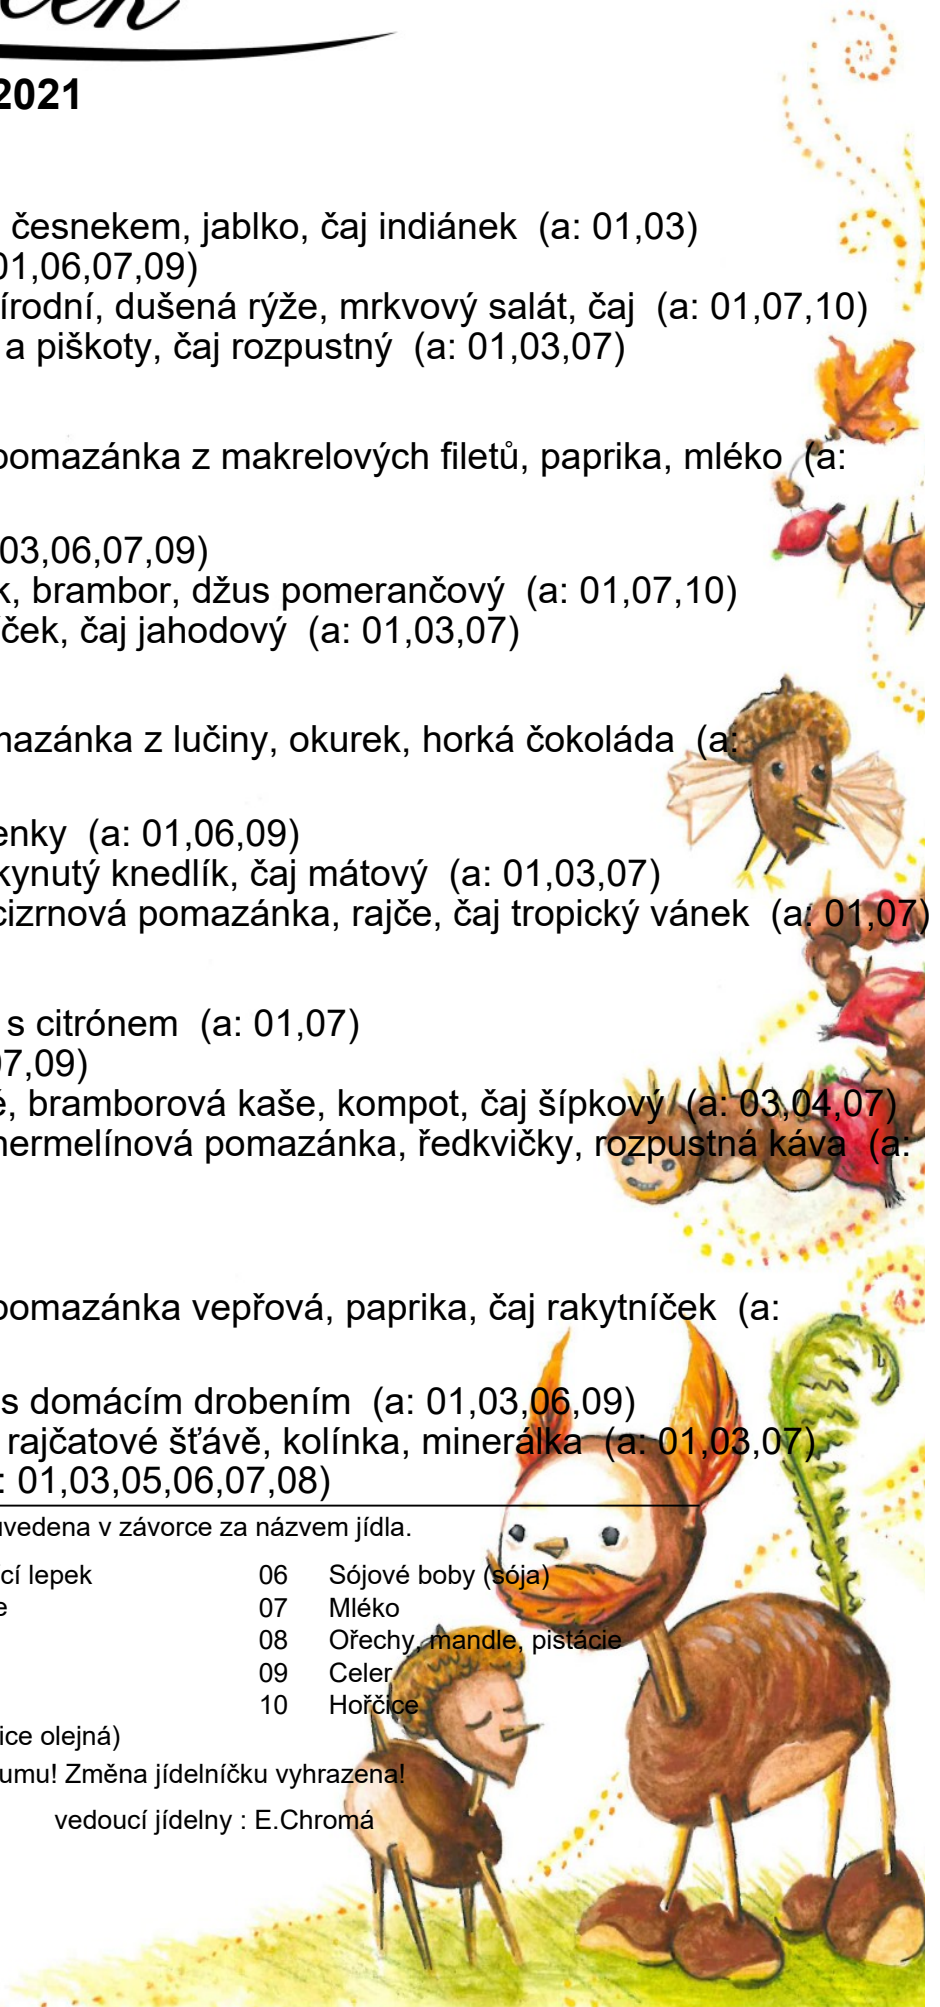 2021
česnekem, jablko, čaj indiánek (a: 01,03)
01,06,07,09)
írodní, dušená rýže, mrkvový salát, čaj (a: 01,07,10)
a piškoty, čaj rozpustný (a: 01,03,07)
pomazánka z makrelových filetů, paprika, mléko (a:
03,06,07,09)
k, brambor, džus pomerančový (a: 01,07,10)
íček, čaj jahodový (a: 01,03,07)
mazánka z lučiny, okurek, horká čokoláda (a:
enky (a: 01,06,09)
kynutý knedlík, čaj mátový (a: 01,03,07)
cizrnová pomazánka, rajče, čaj tropický vánek (a: 01,07)
s citrónem (a: 01,07)
07,09)
é, bramborová kaše, kompot, čaj šípkový (a: 03,04,07)
hermelínová pomazánka, ředkvičky, rozpustná káva (a:
pomazánka vepřová, paprika, čaj rakytníček (a:
s domácím drobením (a: 01,03,06,09)
rajčatové šťávě, kolínka, minerálka (a: 01,03,07)
: 01,03,05,06,07,08)
uvedena v závorce za názvem jídla.
cí lepek 06 Sójové boby (sója)
e 07 Mléko
08 Ořechy, mandle, pistácie
09 Celer
10 Hořčice
ice olejná)
umu! Změna jídelníčku vyhrazena!
vedoucí jídelny : E.Chromá